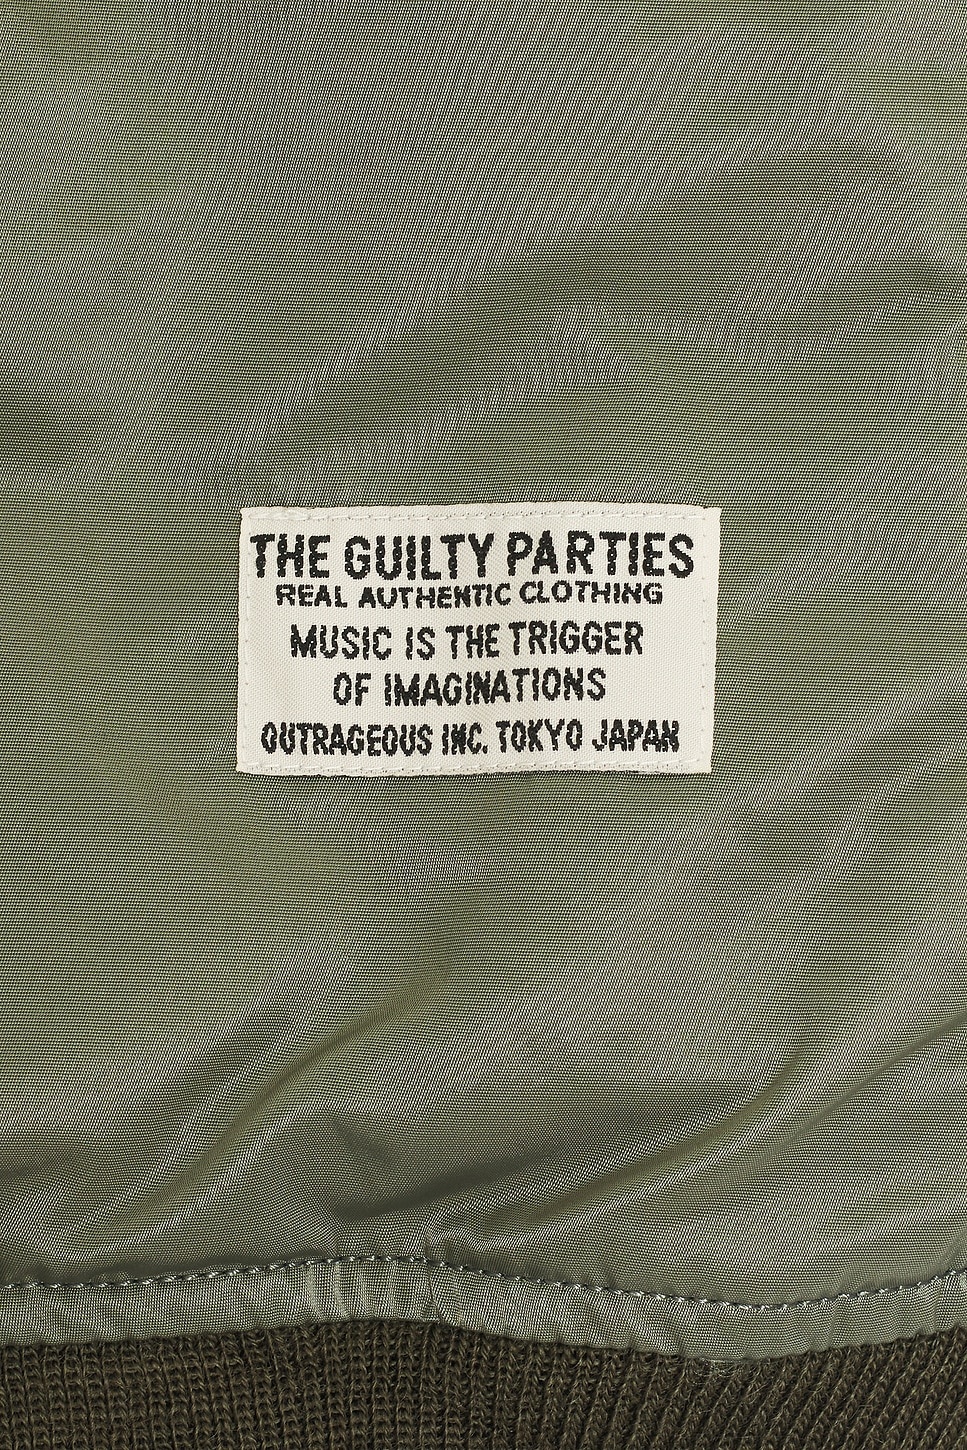 THE GUILTY PARTIES
REAL AUTHENTIC CLOTHING
MUSIC IS THE TRIGGER
OF IMAGINATIONS
OUTRAGEOUS INC. TOKYO JAPAN